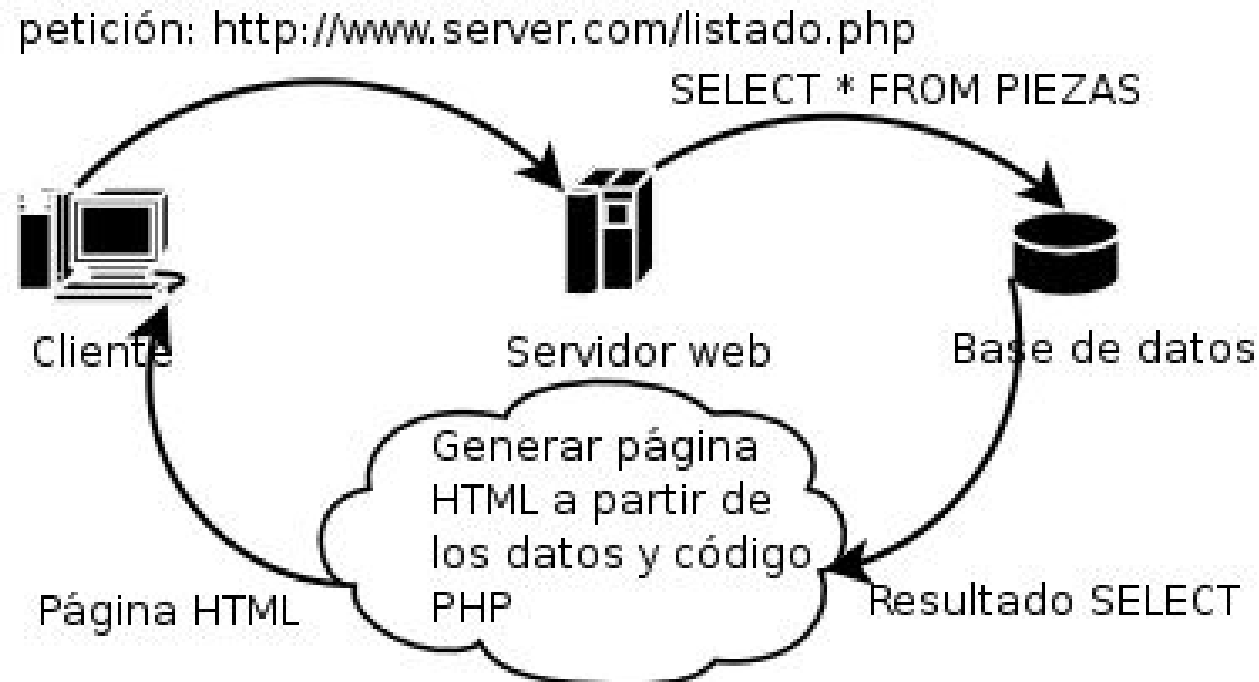 petición: http://www.server.com/listado.php
SELECT * FROM PIEZAS
Cliente
Servidor web
Base de datos
Generar página
HTML a partir de
los datos y código
PHP
Página HTML
Resultado SELECT